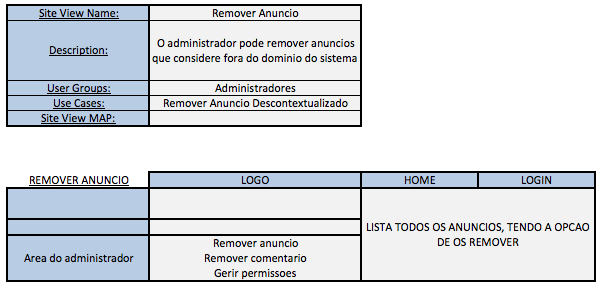 Site View Name: Remover Anuncio
Description: O administrador pode remover anuncios
que considere fora do dominio do sistema
User Groups: Administradores
Use Cases: Remover Anuncio Descontextualizado
Site View MAP:
REMOVER ANUNCIO LOGO HOME LOGIN
LISTA TODOS OS ANUNCIOS, TENDO A OPCAO
DE OS REMOVER
Area do administrador
Remover anuncio
Remover comentario
Gerir permissoes